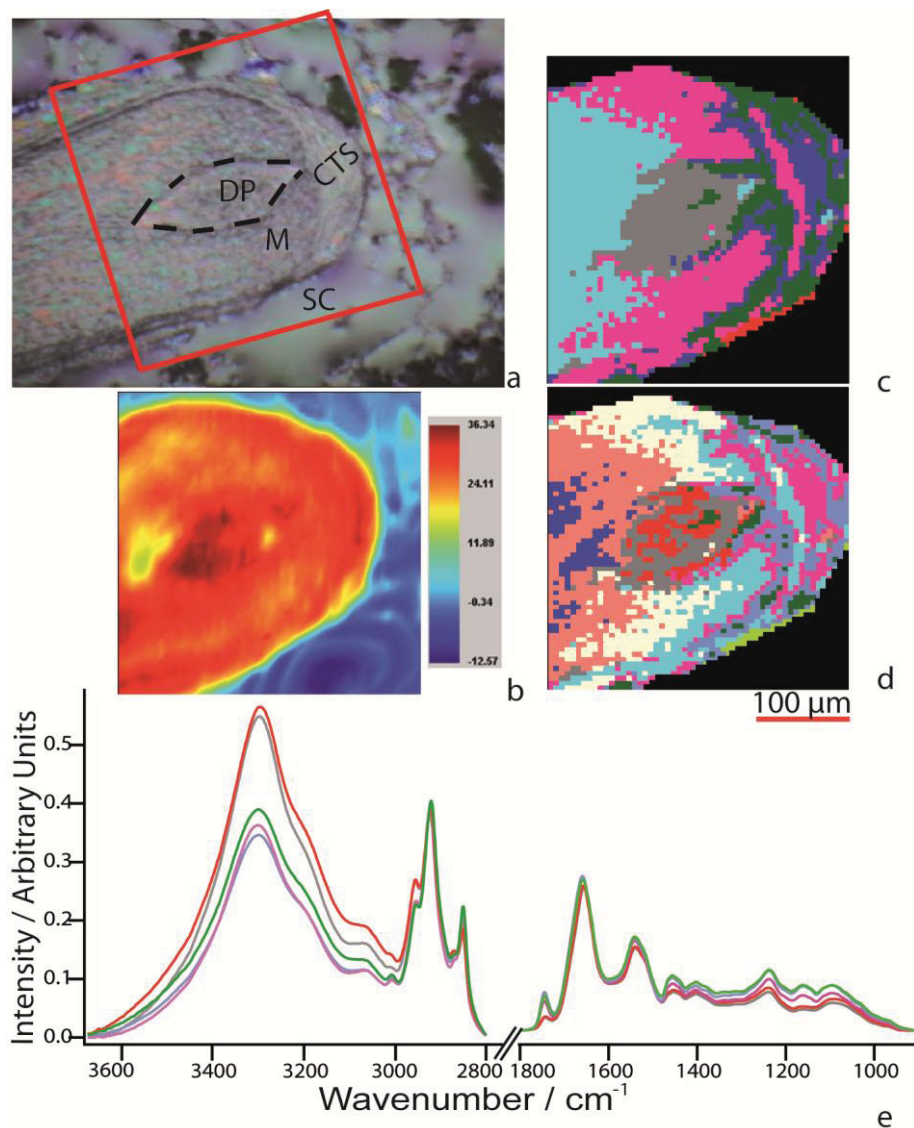 DP
CTS
M
SC
a
c
36.34
24.11
11.89
-0.34
-12.57
b
d
100 µm
Intensity / Arbitrary Units
0.5
0.4
0.3
0.2
0.1
0.0
3600 3400 3200 3000 2800 1800 1600 1400 1200 1000
Wavenumber / cm-1
e